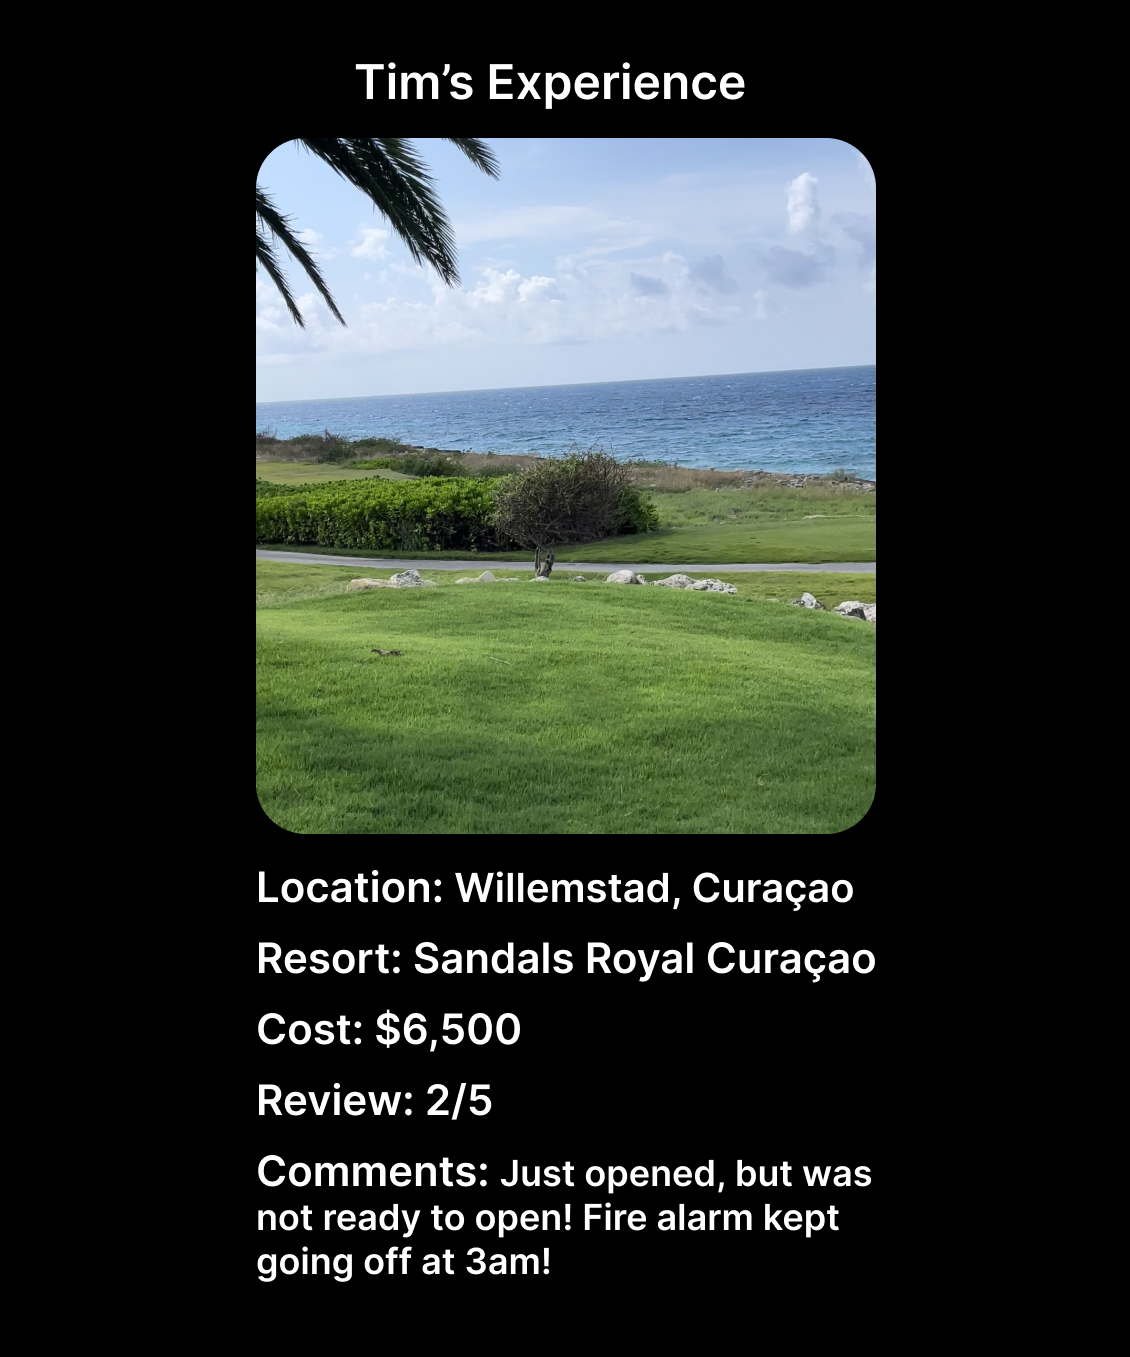 Tim’s Experience
Location: Willemstad, Curaçao
Resort: Sandals Royal Curaçao
Cost: $6,500
Review: 2/5
Comments: Just opened, but was
not ready to open! Fire alarm kept
going off at 3am!